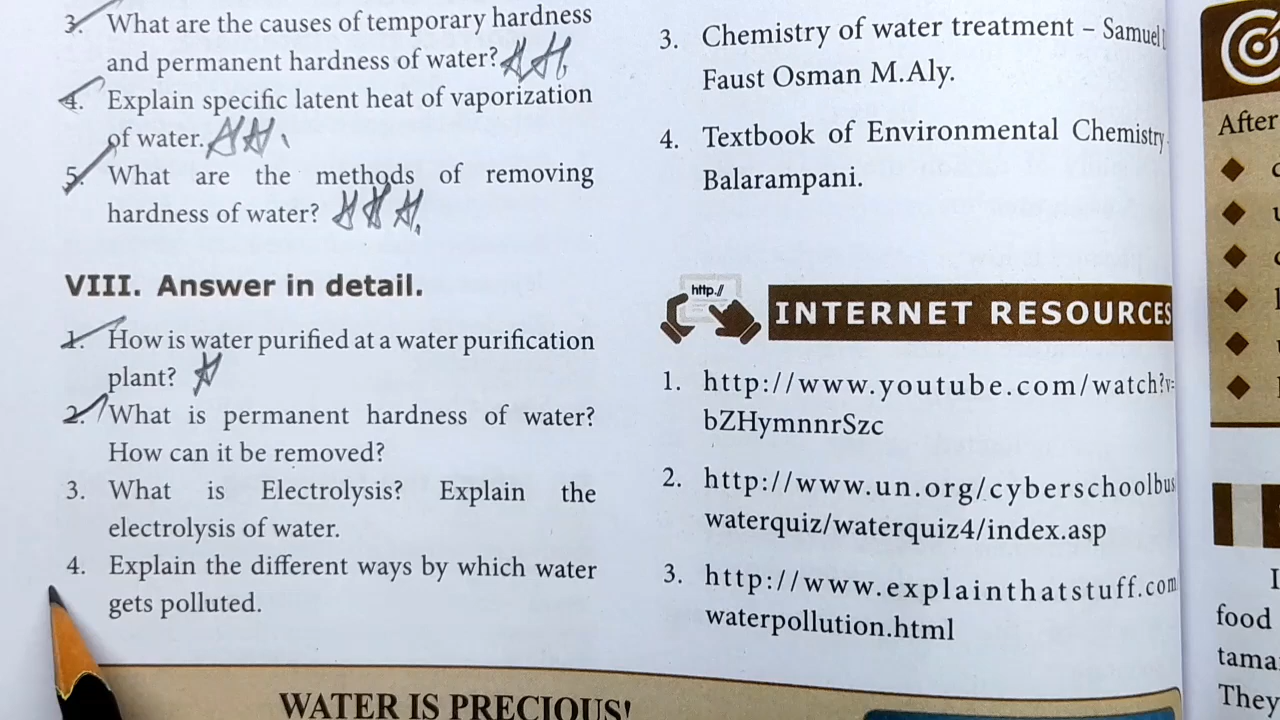 3. What are the causes of temporary hardness
and permanent hardness of water?
4. Explain specific latent heat of vaporization
of water.
5. What are the methods of removing
hardness of water?
VIII. Answer in detail.
1. How is water purified at a water purification
plant?
2. What is permanent hardness of water?
How can it be removed?
3. What is Electrolysis? Explain the
electrolysis of water.
4. Explain the different ways by which water
gets polluted.
WATER IS PRECIOUS!
3. Chemistry of water treatment – Samuel
Faust Osman M.Aly.
4. Textbook of Environmental Chemistry
Balarampani.
http://
INTERNET RESOURCES
1. http://www.youtube.com/watch?v=
bZHymnnrSzc
2. http://www.un.org/cyberschoolbus
waterquiz/waterquiz4/index.asp
3. http://www.explainthatstuff.com
waterpollution.html
After
food
They